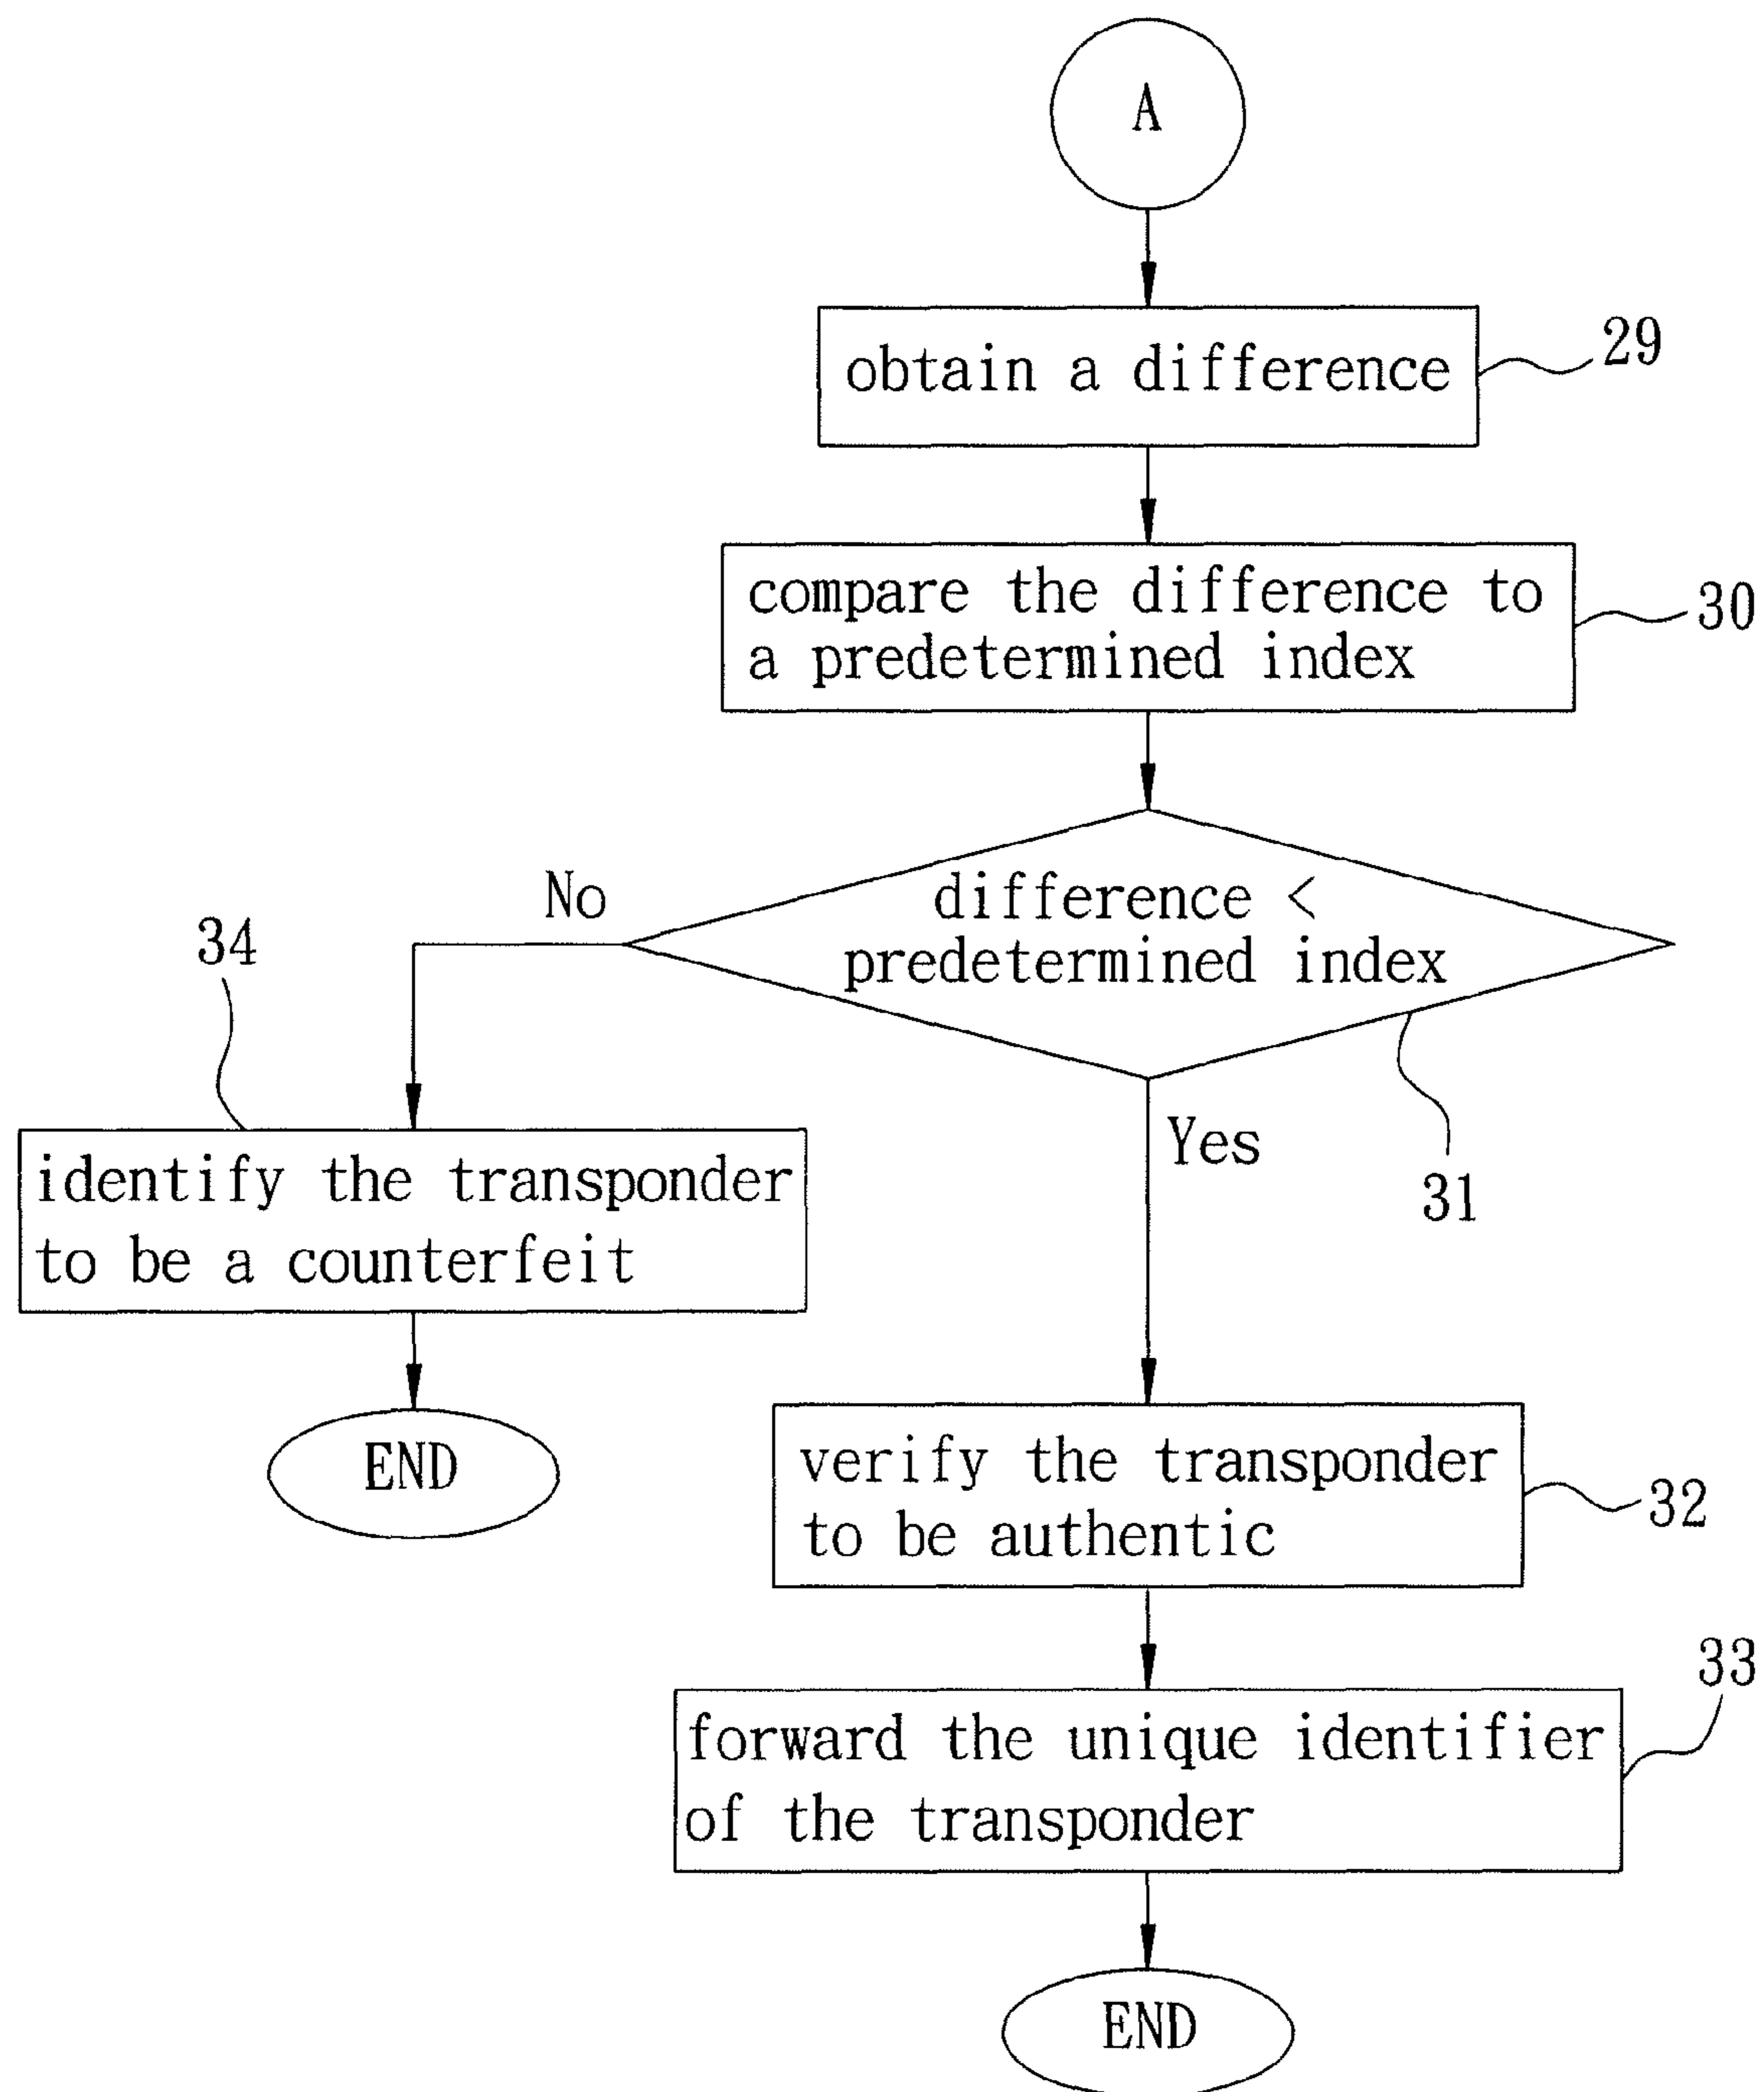 A
obtain a difference
29
compare the difference to
a predetermined index
30
difference <
predetermined index
No
34
Yes
31
identify the transponder
to be a counterfeit
END
verify the transponder
to be authentic
32
33
forward the unique identifier
of the transponder
END